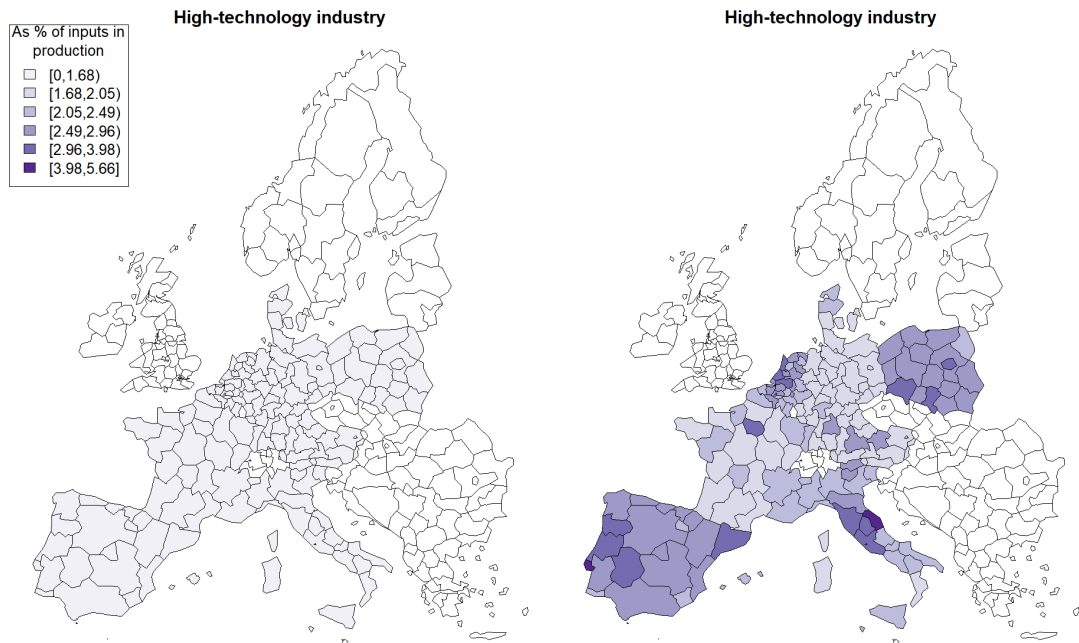 High-technology industry
High-technology industry
As % of inputs in
production
[0,1.68)
[1.68,2.05)
[2.05,2.49)
[2.49,2.96)
[2.96,3.98)
[3.98,5.66]